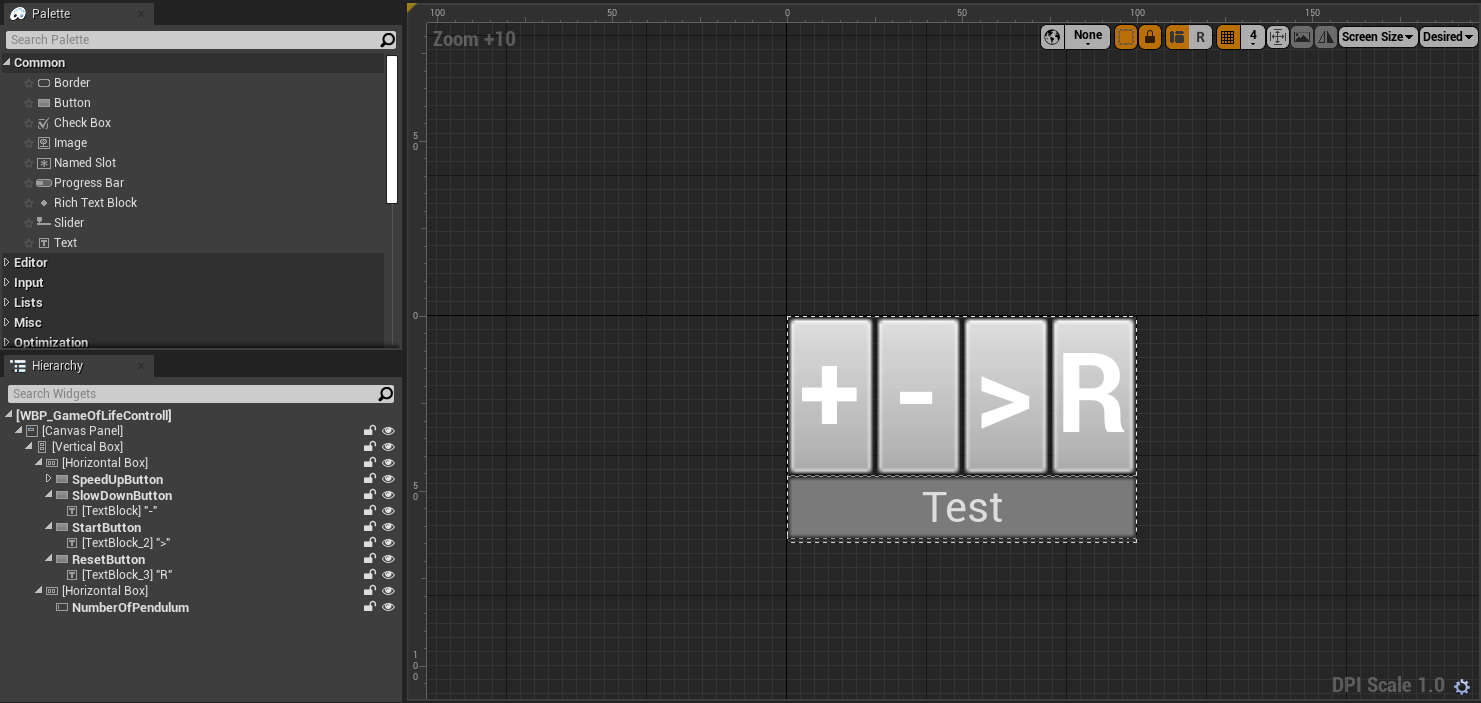 Palette
Search Palette
Common
Border
Button
Check Box
Image
Named Slot
Progress Bar
Rich Text Block
Slider
Text
Editor
Input
Lists
Misc
Optimization
Hierarchy
Search Widgets
[WBP_GameOfLifeControll]
[Canvas Panel]
[Vertical Box]
[Horizontal Box]
SpeedUpButton
SlowDownButton
[TextBlock] "-"
StartButton
[TextBlock_2] ">"
ResetButton
[TextBlock_3] "R"
[Horizontal Box]
NumberOfPendulum
100 50 0 50 100 150
Zoom +10
None R 4 Screen Size Desired
50
0
50
100
+ - > R
Test
DPI Scale 1.0